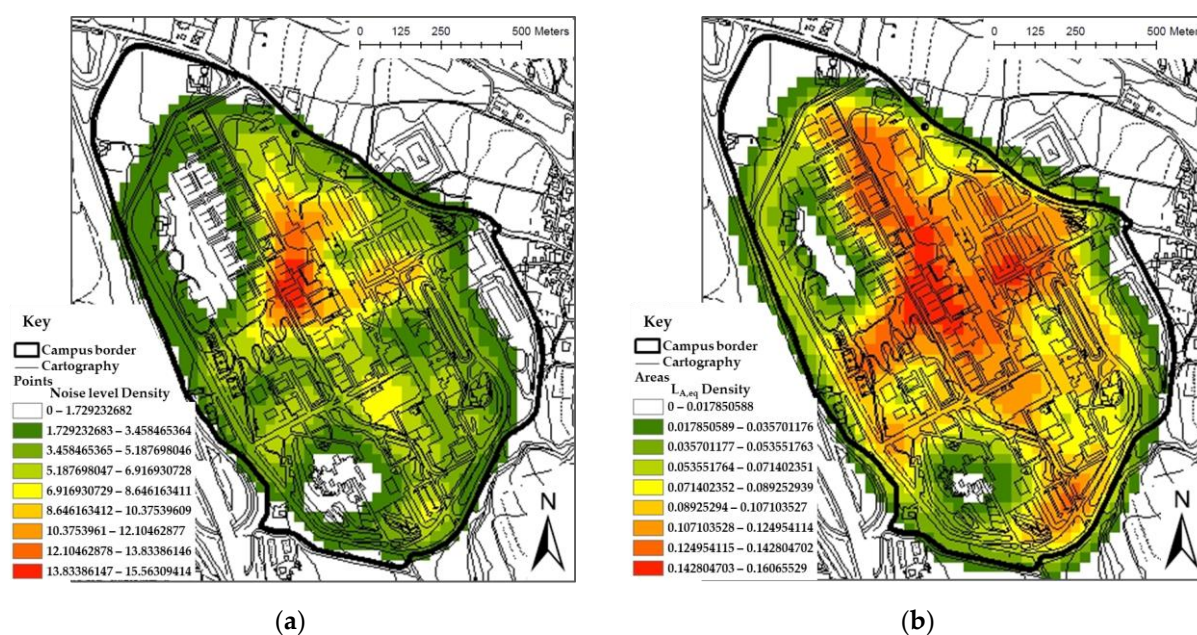 0 125 250 500 Meters
Key
Campus border
Cartography
Points
Noise level Density
0 – 1.729232682
1.729232683 – 3.458465364
3.458465365 – 5.187698046
5.187698047 – 6.916930728
6.916930729 – 8.646163411
8.646163412 – 10.37539609
10.3753961 – 12.10462877
12.10462878 – 13.83386146
13.83386147 – 15.56309414
N
(a)
0 125 250 500 Meters
Key
Campus border
Cartography
Areas
LA,eq Density
0 – 0.017850588
0.017850589 – 0.035701176
0.035701177 – 0.053551763
0.053551764 – 0.071402351
0.071402352 – 0.089252939
0.08925294 – 0.107103527
0.107103528 – 0.124954114
0.124954115 – 0.142804702
0.142804703 – 0.16065529
N
(b)